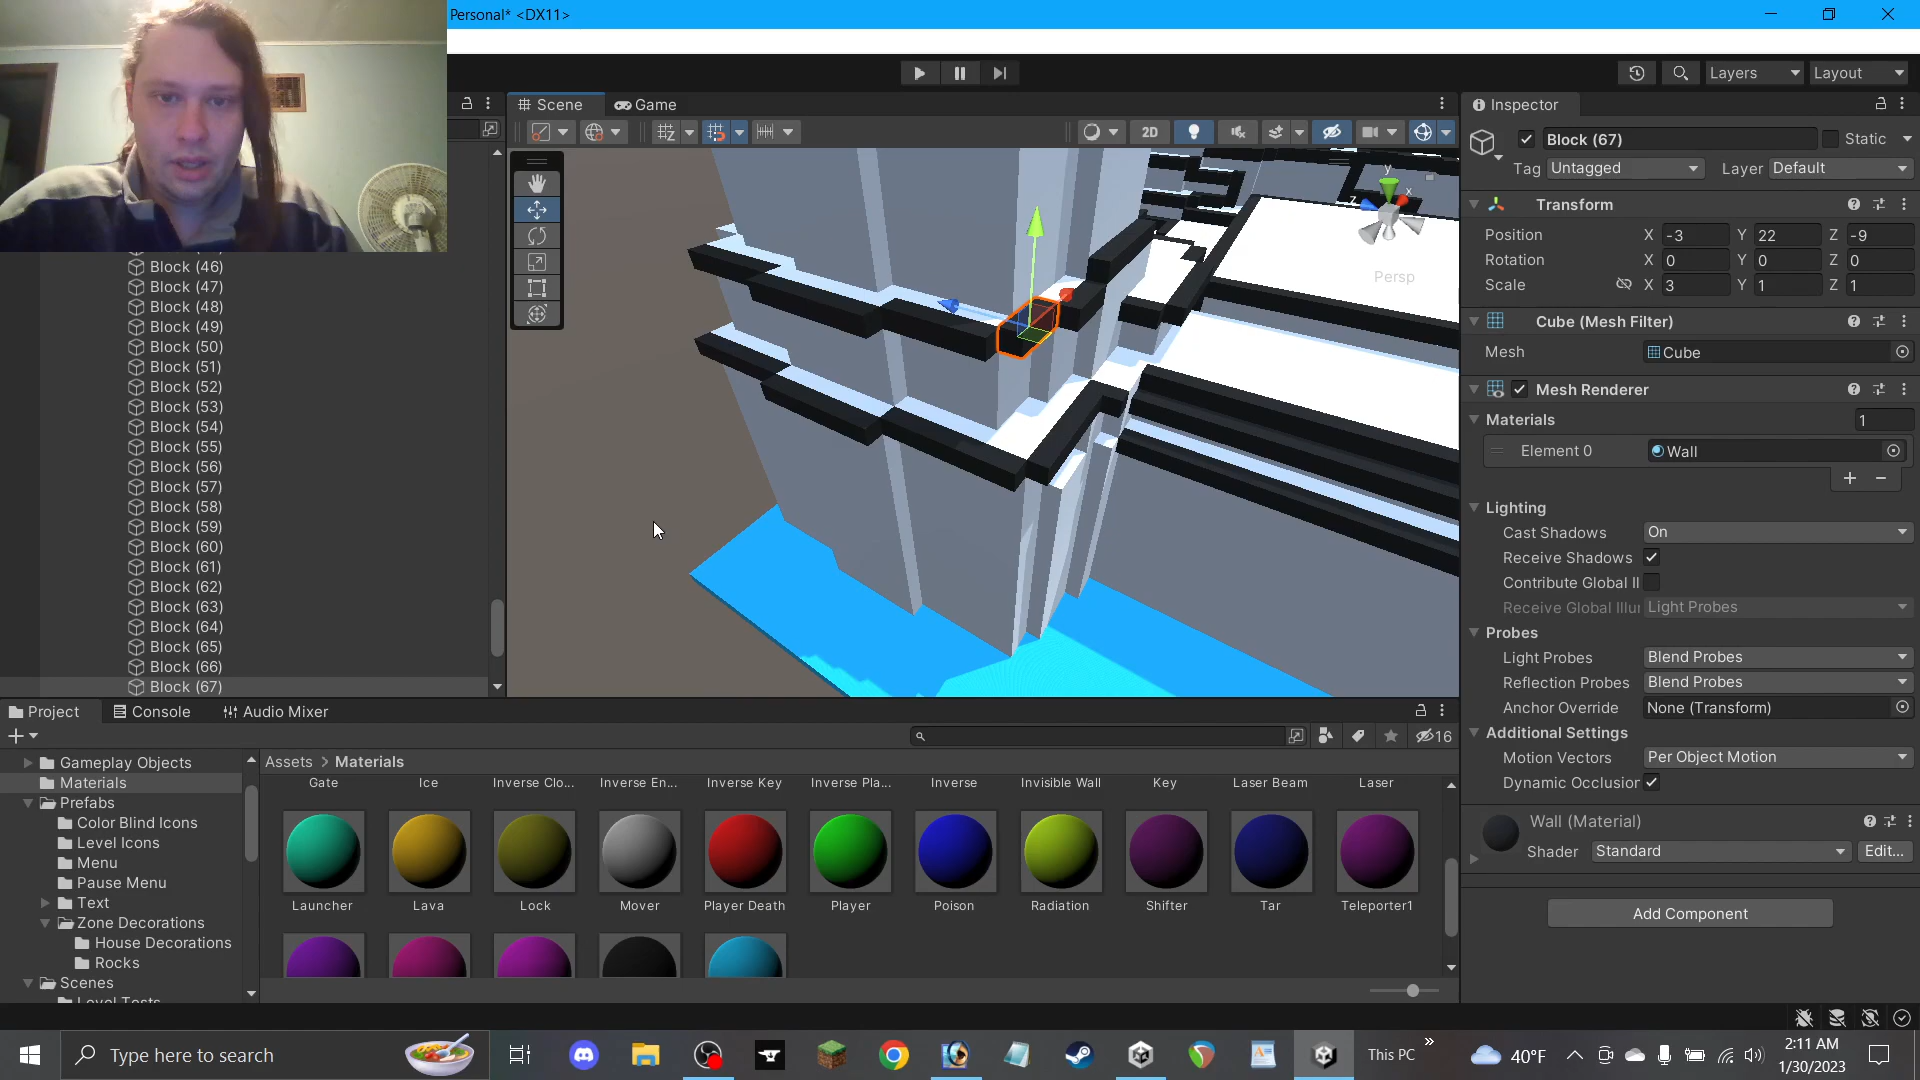 Personal* <DX11>
Layers
Layout
Scene
Game
Inspector
2D
Block (67)
Static
Tag
Untagged
Layer
Default
Transform
Position
X
-3
Y
22
Z
-9
Rotation
X
0
Y
0
Z
0
Scale
X
3
Y
1
Z
1
y
x
z
Persp
Cube (Mesh Filter)
Mesh
Cube
Mesh Renderer
Materials
1
Element 0
Wall
Lighting
Cast Shadows
On
Receive Shadows
Contribute Global Il
Receive Global Illur
Light Probes
Probes
Light Probes
Blend Probes
Reflection Probes
Blend Probes
Anchor Override
None (Transform)
Additional Settings
Motion Vectors
Per Object Motion
Dynamic Occlusion
Wall (Material)
Shader
Standard
Edit...
Add Component
Block (46)
Block (47)
Block (48)
Block (49)
Block (50)
Block (51)
Block (52)
Block (53)
Block (54)
Block (55)
Block (56)
Block (57)
Block (58)
Block (59)
Block (60)
Block (61)
Block (62)
Block (63)
Block (64)
Block (65)
Block (66)
Block (67)
Project
Console
Audio Mixer
16
Gameplay Objects
Materials
Prefabs
Color Blind Icons
Level Icons
Menu
Pause Menu
Text
Zone Decorations
House Decorations
Rocks
Scenes
Level Tests
Assets > Materials
Gate
Ice
Inverse Clo...
Inverse En...
Inverse Key
Inverse Pla...
Inverse
Invisible Wall
Key
Laser Beam
Laser
Launcher
Lava
Lock
Mover
Player Death
Player
Poison
Radiation
Shifter
Tar
Teleporter1
Type here to search
This PC
»
40°F
2:11 AM
1/30/2023